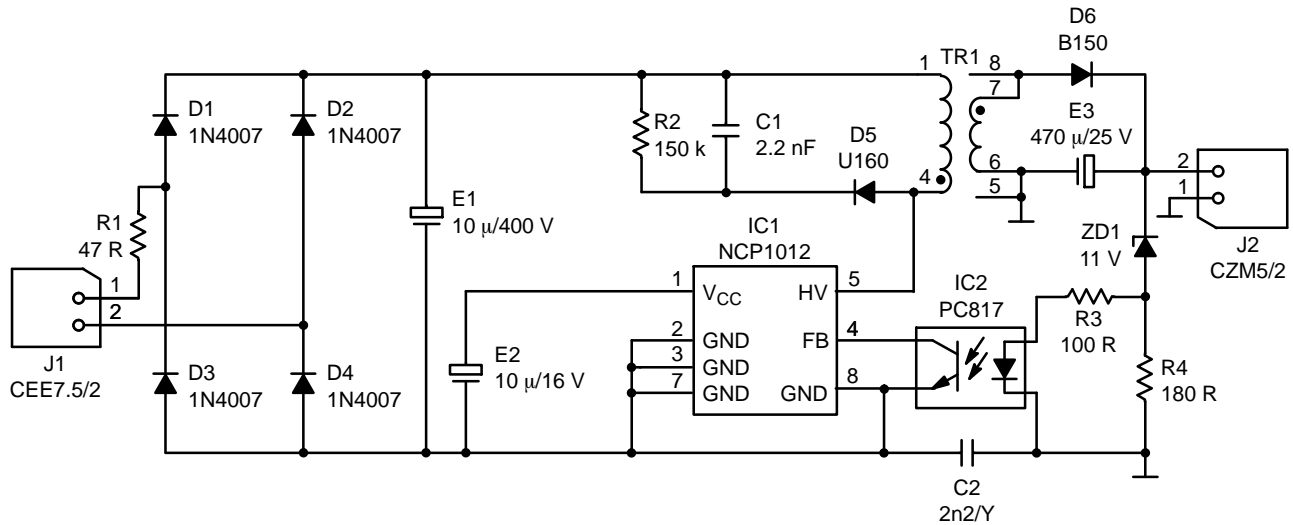 D1
1N4007
D2
1N4007
R1
47 R
1
2
J1
CEE7.5/2
D3
1N4007
D4
1N4007
E1
10 μ/400 V
E2
10 μ/16 V
R2
150 k
C1
2.2 nF
D5
U160
1
4
TR1
8
7
6
5
D6
B150
E3
470 μ/25 V
2
1
J2
CZM5/2
ZD1
11 V
IC1
NCP1012
1
VCC
HV
5
2
GND
FB
4
3
GND
7
GND
GND
8
IC2
PC817
R3
100 R
R4
180 R
C2
2n2/Y